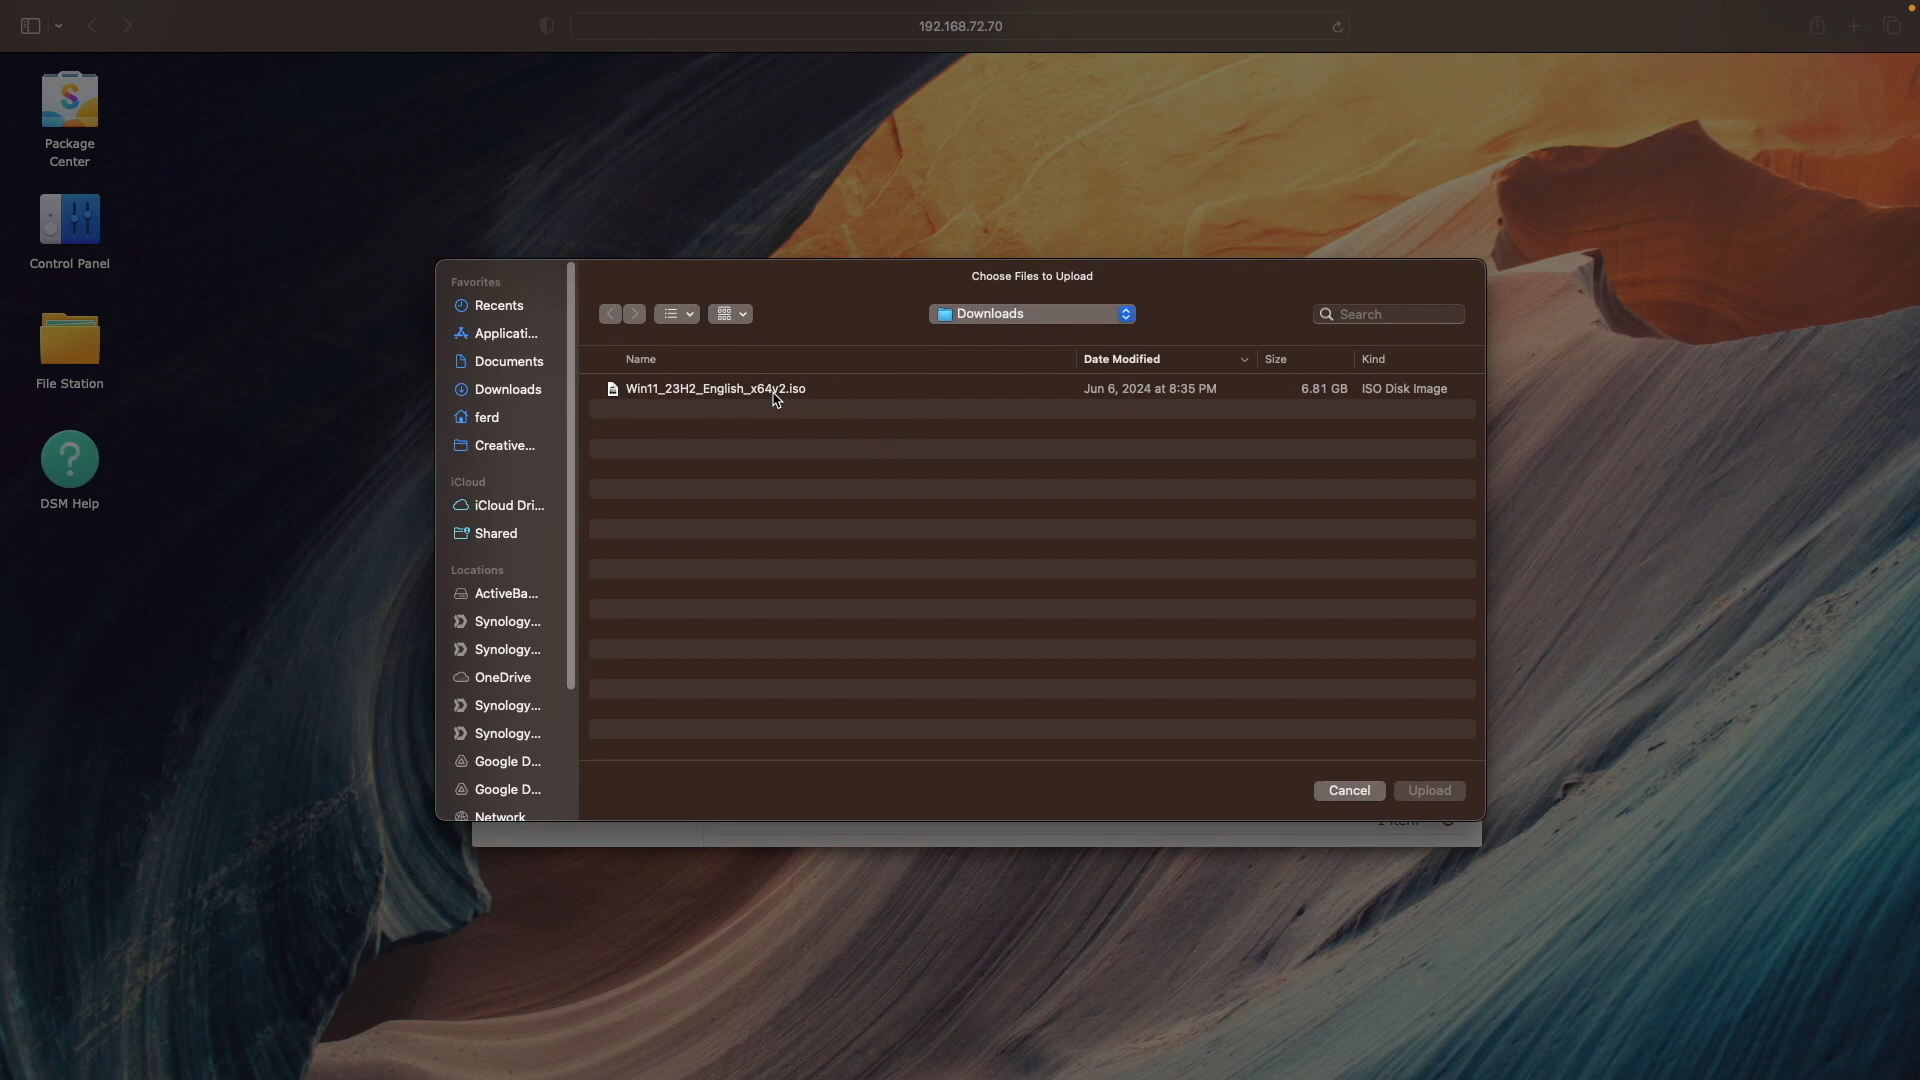 192.168.72.70
Package
Center
Control Panel
File Station
?
DSM Help
Favorites
Recents
Applicati...
Documents
Downloads
ferd
Creative...
iCloud
iCloud Dri...
Shared
Locations
ActiveBa...
Synology...
Synology...
OneDrive
Synology...
Synology...
Google D...
Google D...
Network
Choose Files to Upload
Downloads
Search
Name Date Modified Size Kind
Win11_23H2_English_x64v2.iso Jun 6, 2024 at 8:35 PM 6.81 GB ISO Disk Image
Cancel Upload
1 item